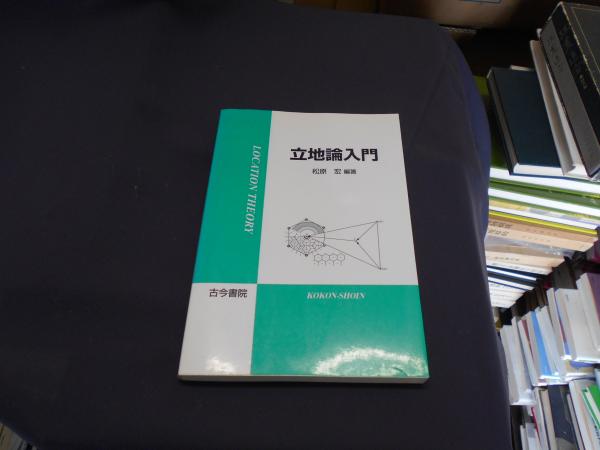 立地論入門
松原 宏 編著
LOCATION THEORY
古今書院
KOKON-SHOIN